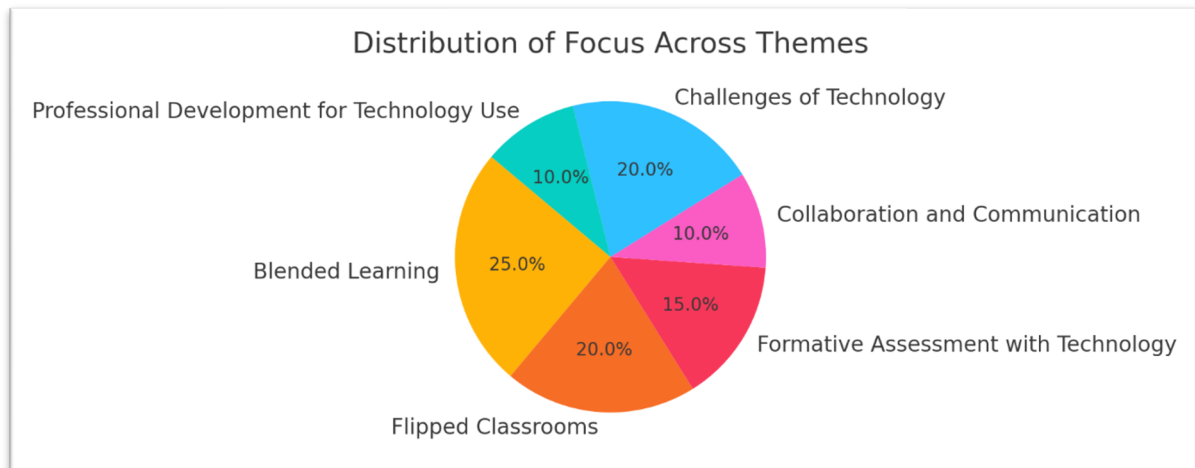 Distribution of Focus Across Themes
Challenges of Technology
Professional Development for Technology Use
20.0%
10.0%
Collaboration and Communication
10.0%
Blended Learning
25.0%
15.0%
Formative Assessment with Technology
20.0%
Flipped Classrooms